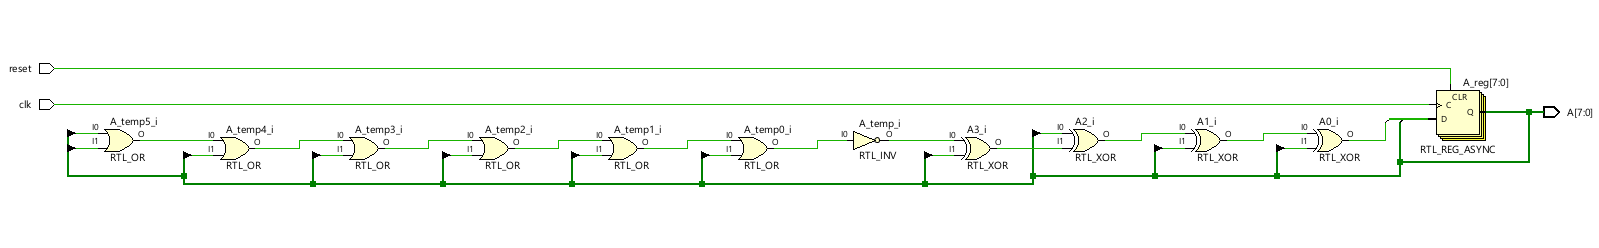 reset
clk
A_temp5_i
I0
I1
O
RTL_OR
A_temp4_i
I0
I1
O
RTL_OR
A_temp3_i
I0
I1
O
RTL_OR
A_temp2_i
I0
I1
O
RTL_OR
A_temp1_i
I0
I1
O
RTL_OR
A_temp0_i
I0
I1
O
RTL_OR
A_temp_i
I0
O
RTL_INV
A3_i
I0
I1
O
RTL_XOR
A2_i
I0
I1
O
RTL_XOR
A1_i
I0
I1
O
RTL_XOR
A0_i
I0
I1
O
RTL_XOR
A_reg[7:0]
CLR
C
Q
D
RTL_REG_ASYNC
A[7:0]